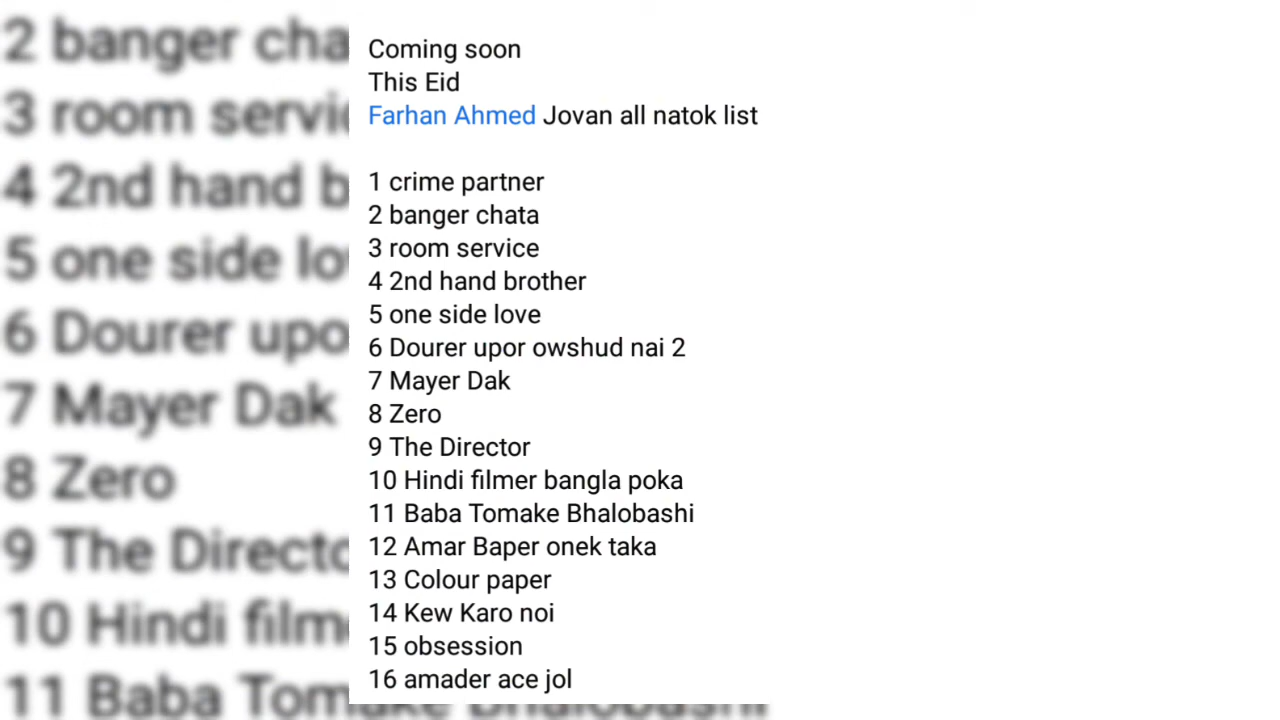 Coming soon
This Eid
Farhan Ahmed Jovan all natok list
1 crime partner
2 banger chata
3 room service
4 2nd hand brother
5 one side love
6 Dourer upor owshud nai 2
7 Mayer Dak
8 Zero
9 The Director
10 Hindi filmer bangla poka
11 Baba Tomake Bhalobashi
12 Amar Baper onek taka
13 Colour paper
14 Kew Karo noi
15 obsession
16 amader ace jol